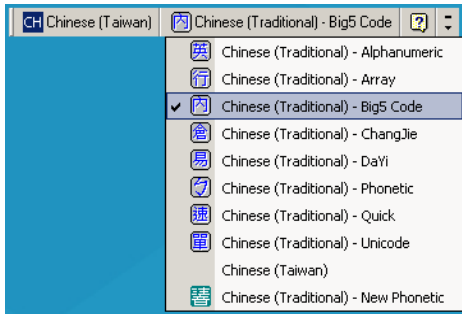 CH Chinese (Taiwan) 內 Chinese (Traditional) - Big5 Code ?
英 Chinese (Traditional) - Alphanumeric
行 Chinese (Traditional) - Array
✓ 內 Chinese (Traditional) - Big5 Code
倉 Chinese (Traditional) - ChangJie
易 Chinese (Traditional) - DaYi
ㄅ Chinese (Traditional) - Phonetic
速 Chinese (Traditional) - Quick
單 Chinese (Traditional) - Unicode
Chinese (Taiwan)
Chinese (Traditional) - New Phonetic